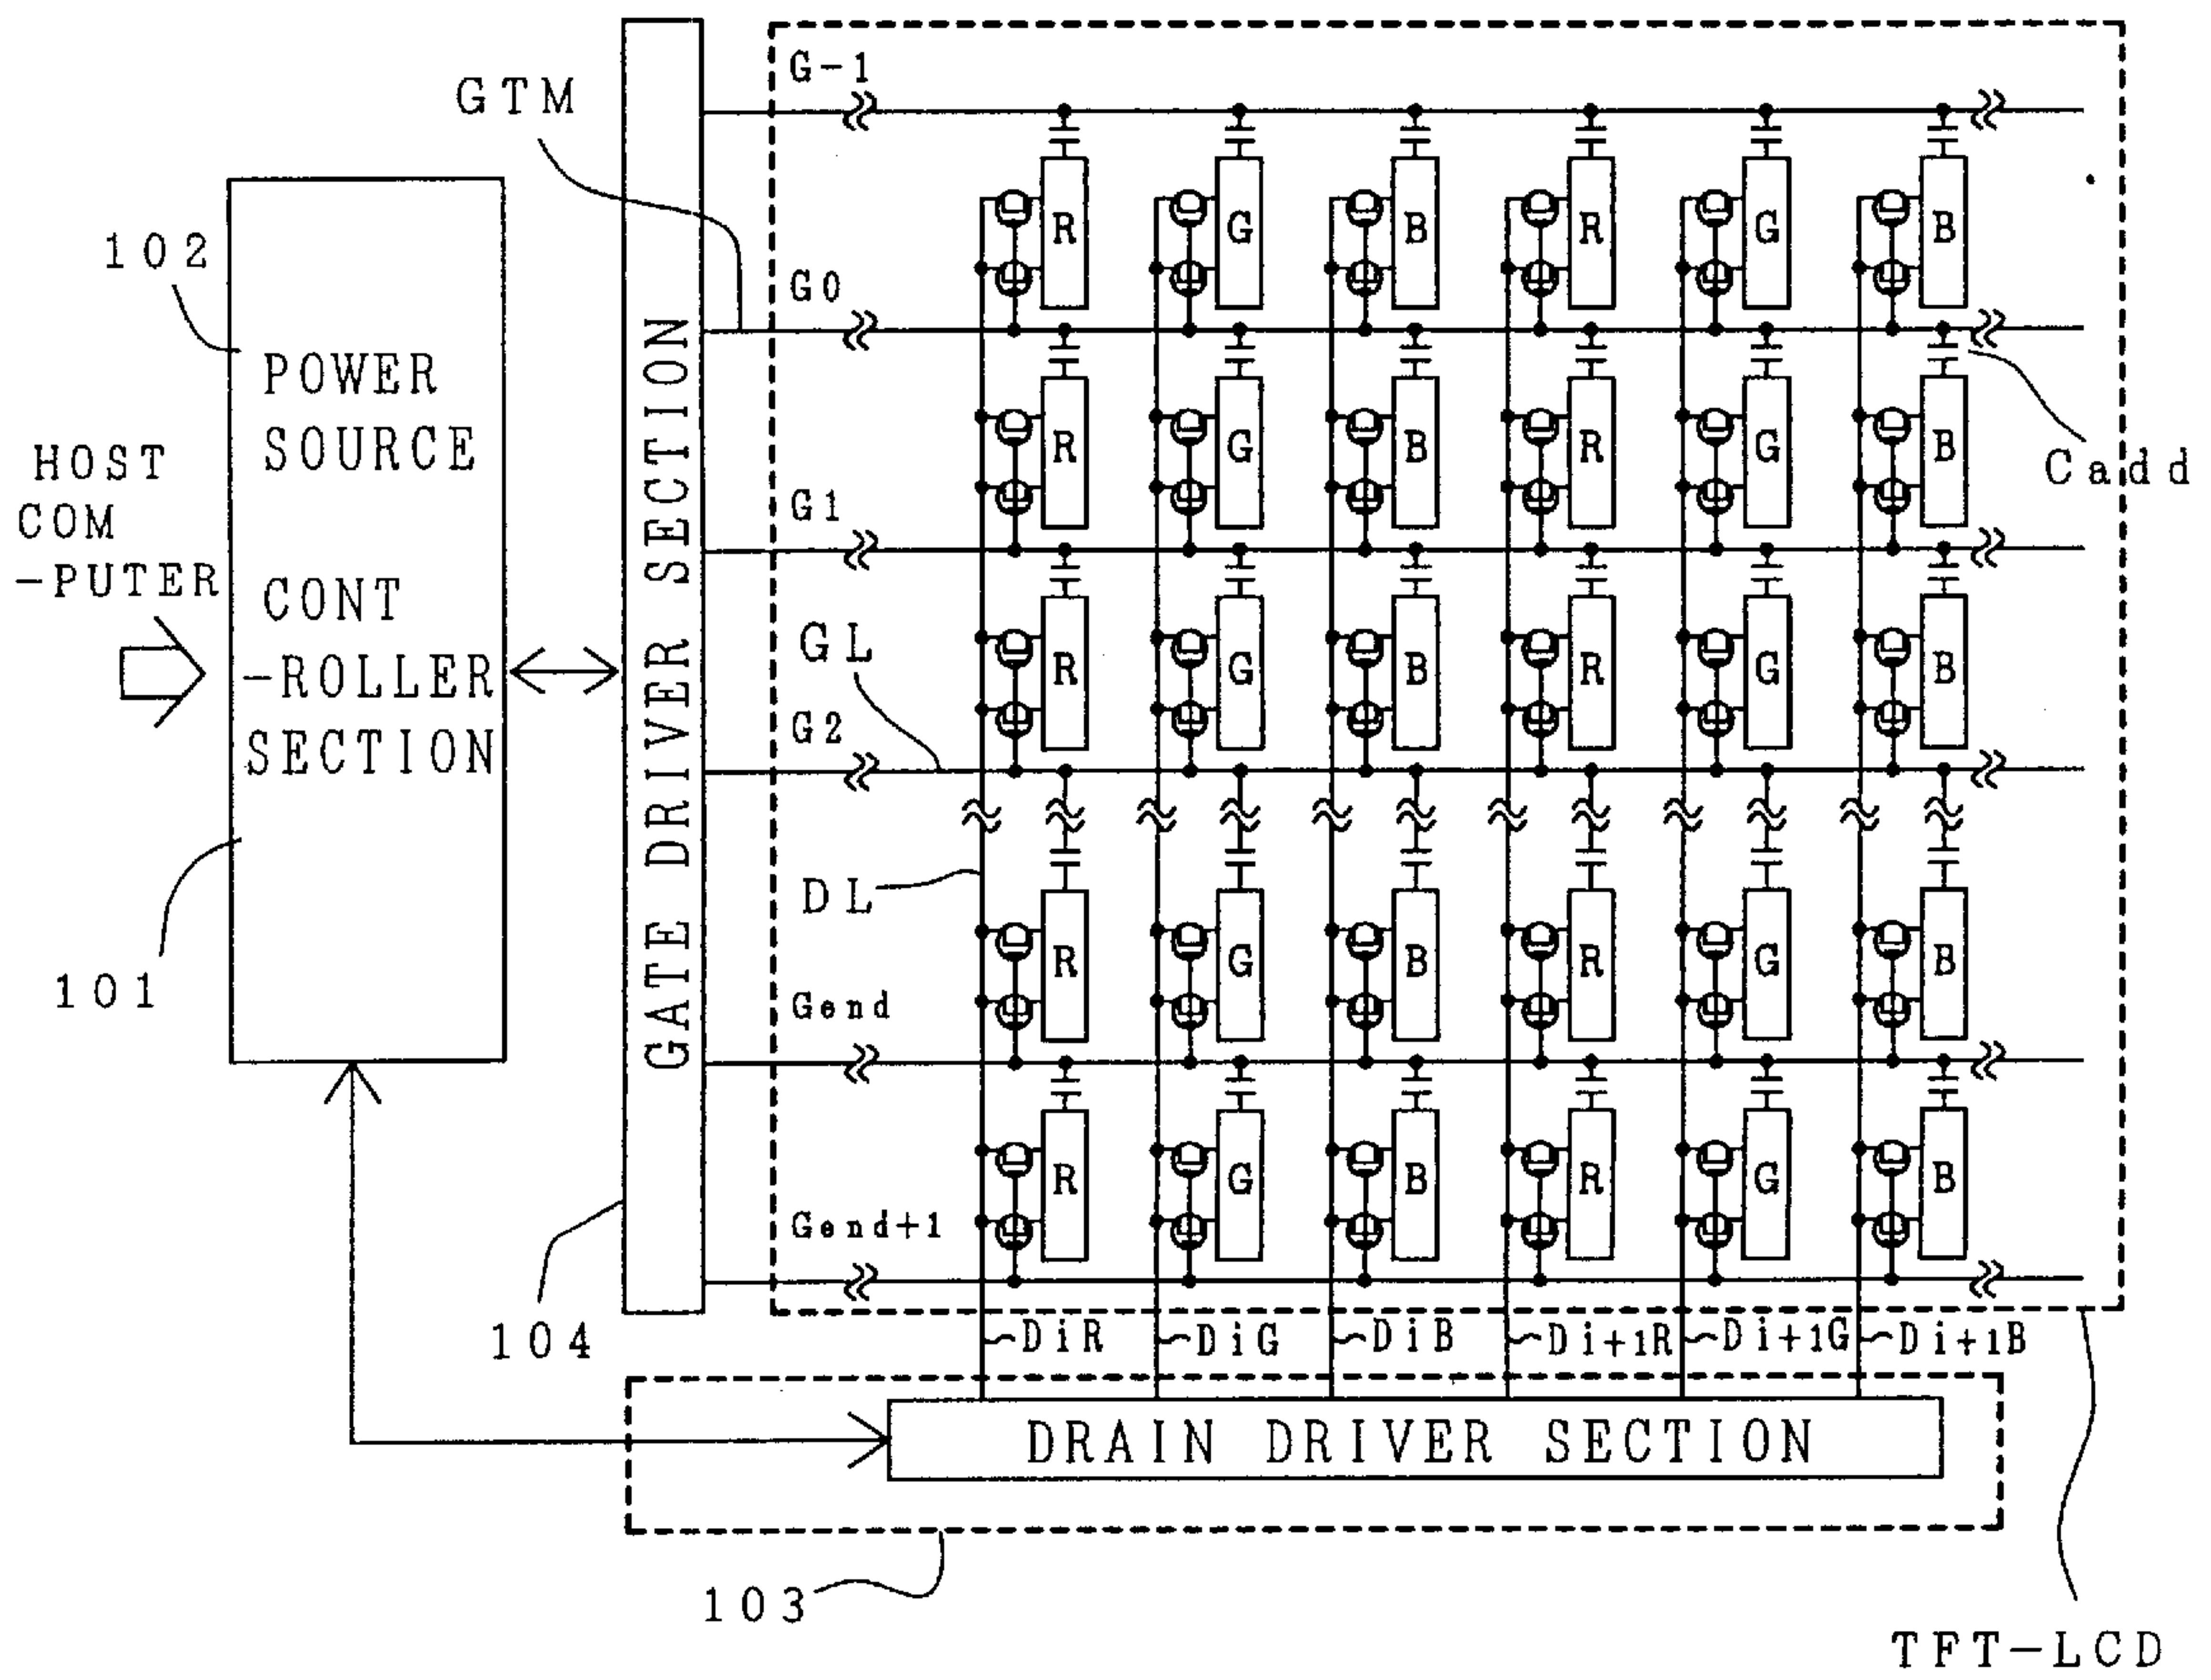 GTM
102
POWER
SOURCE
CONT
-ROLLER
SECTION
HOST
COM
-PUTER
101
GATE DRIVER SECTION
104
G-1
G0
G1
GL
G2
DL
Gend
Gend+1
R G B R G B
R G B R G B
R G B R G B
R G B R G B
R G B R G B
Cadd
DiR DiG DiB Di+1R Di+1G Di+1B
DRAIN DRIVER SECTION
103
TFT-LCD